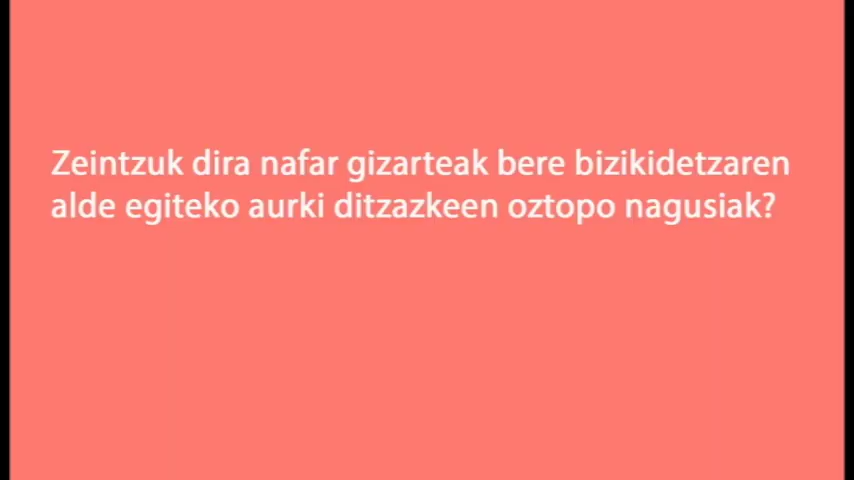 Zeintzuk dira nafar gizarteak bere bizikidetzaren
alde egiteko aurki ditzazkeen oztopo nagusiak?